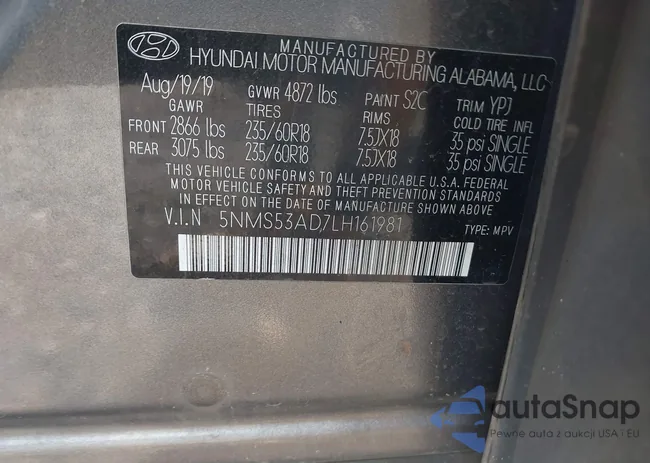 MANUFACTURED BY
HYUNDAI MOTOR MANUFACTURING ALABAMA, LLC
Aug/19/19 GVWR 4872 lbs PAINT S2C TRIM YPJ
GAWR TIRES RIMS COLD TIRE INFL
FRONT 2866 lbs 235/60R18 7.5JX18 35 psi SINGLE
REAR 3075 lbs 235/60R18 7.5JX18 35 psi SINGLE
THIS VEHICLE CONFORMS TO ALL APPLICABLE U.S.A. FEDERAL
MOTOR VEHICLE SAFETY AND THEFT PREVENTION STANDARDS
IN EFFECT ON THE DATE OF MANUFACTURE SHOWN ABOVE.
V.I.N 5NMS53AD7LH161981 TYPE: MPV
autaSnap
Pewne auta z aukcji USA i EU